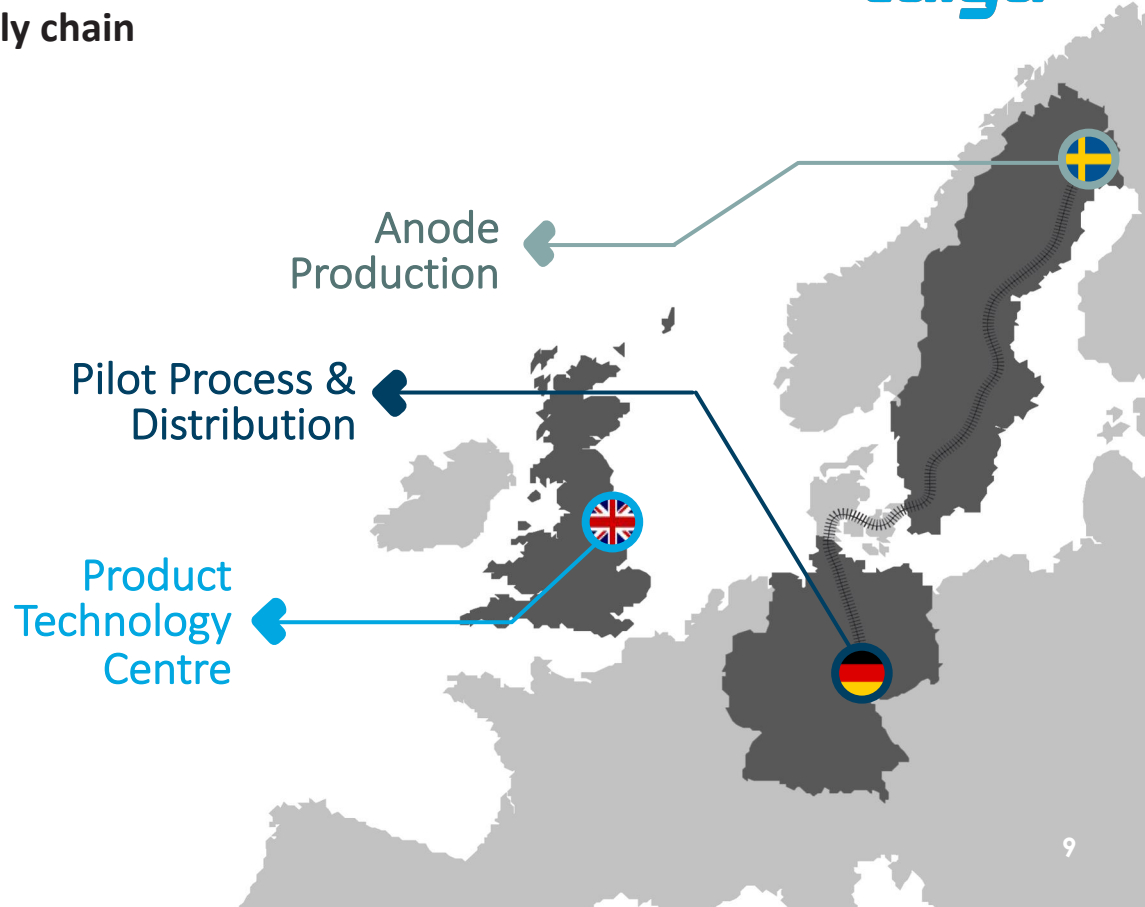 ly chain
Anode
Production
Pilot Process &
Distribution
Product
Technology
Centre
9